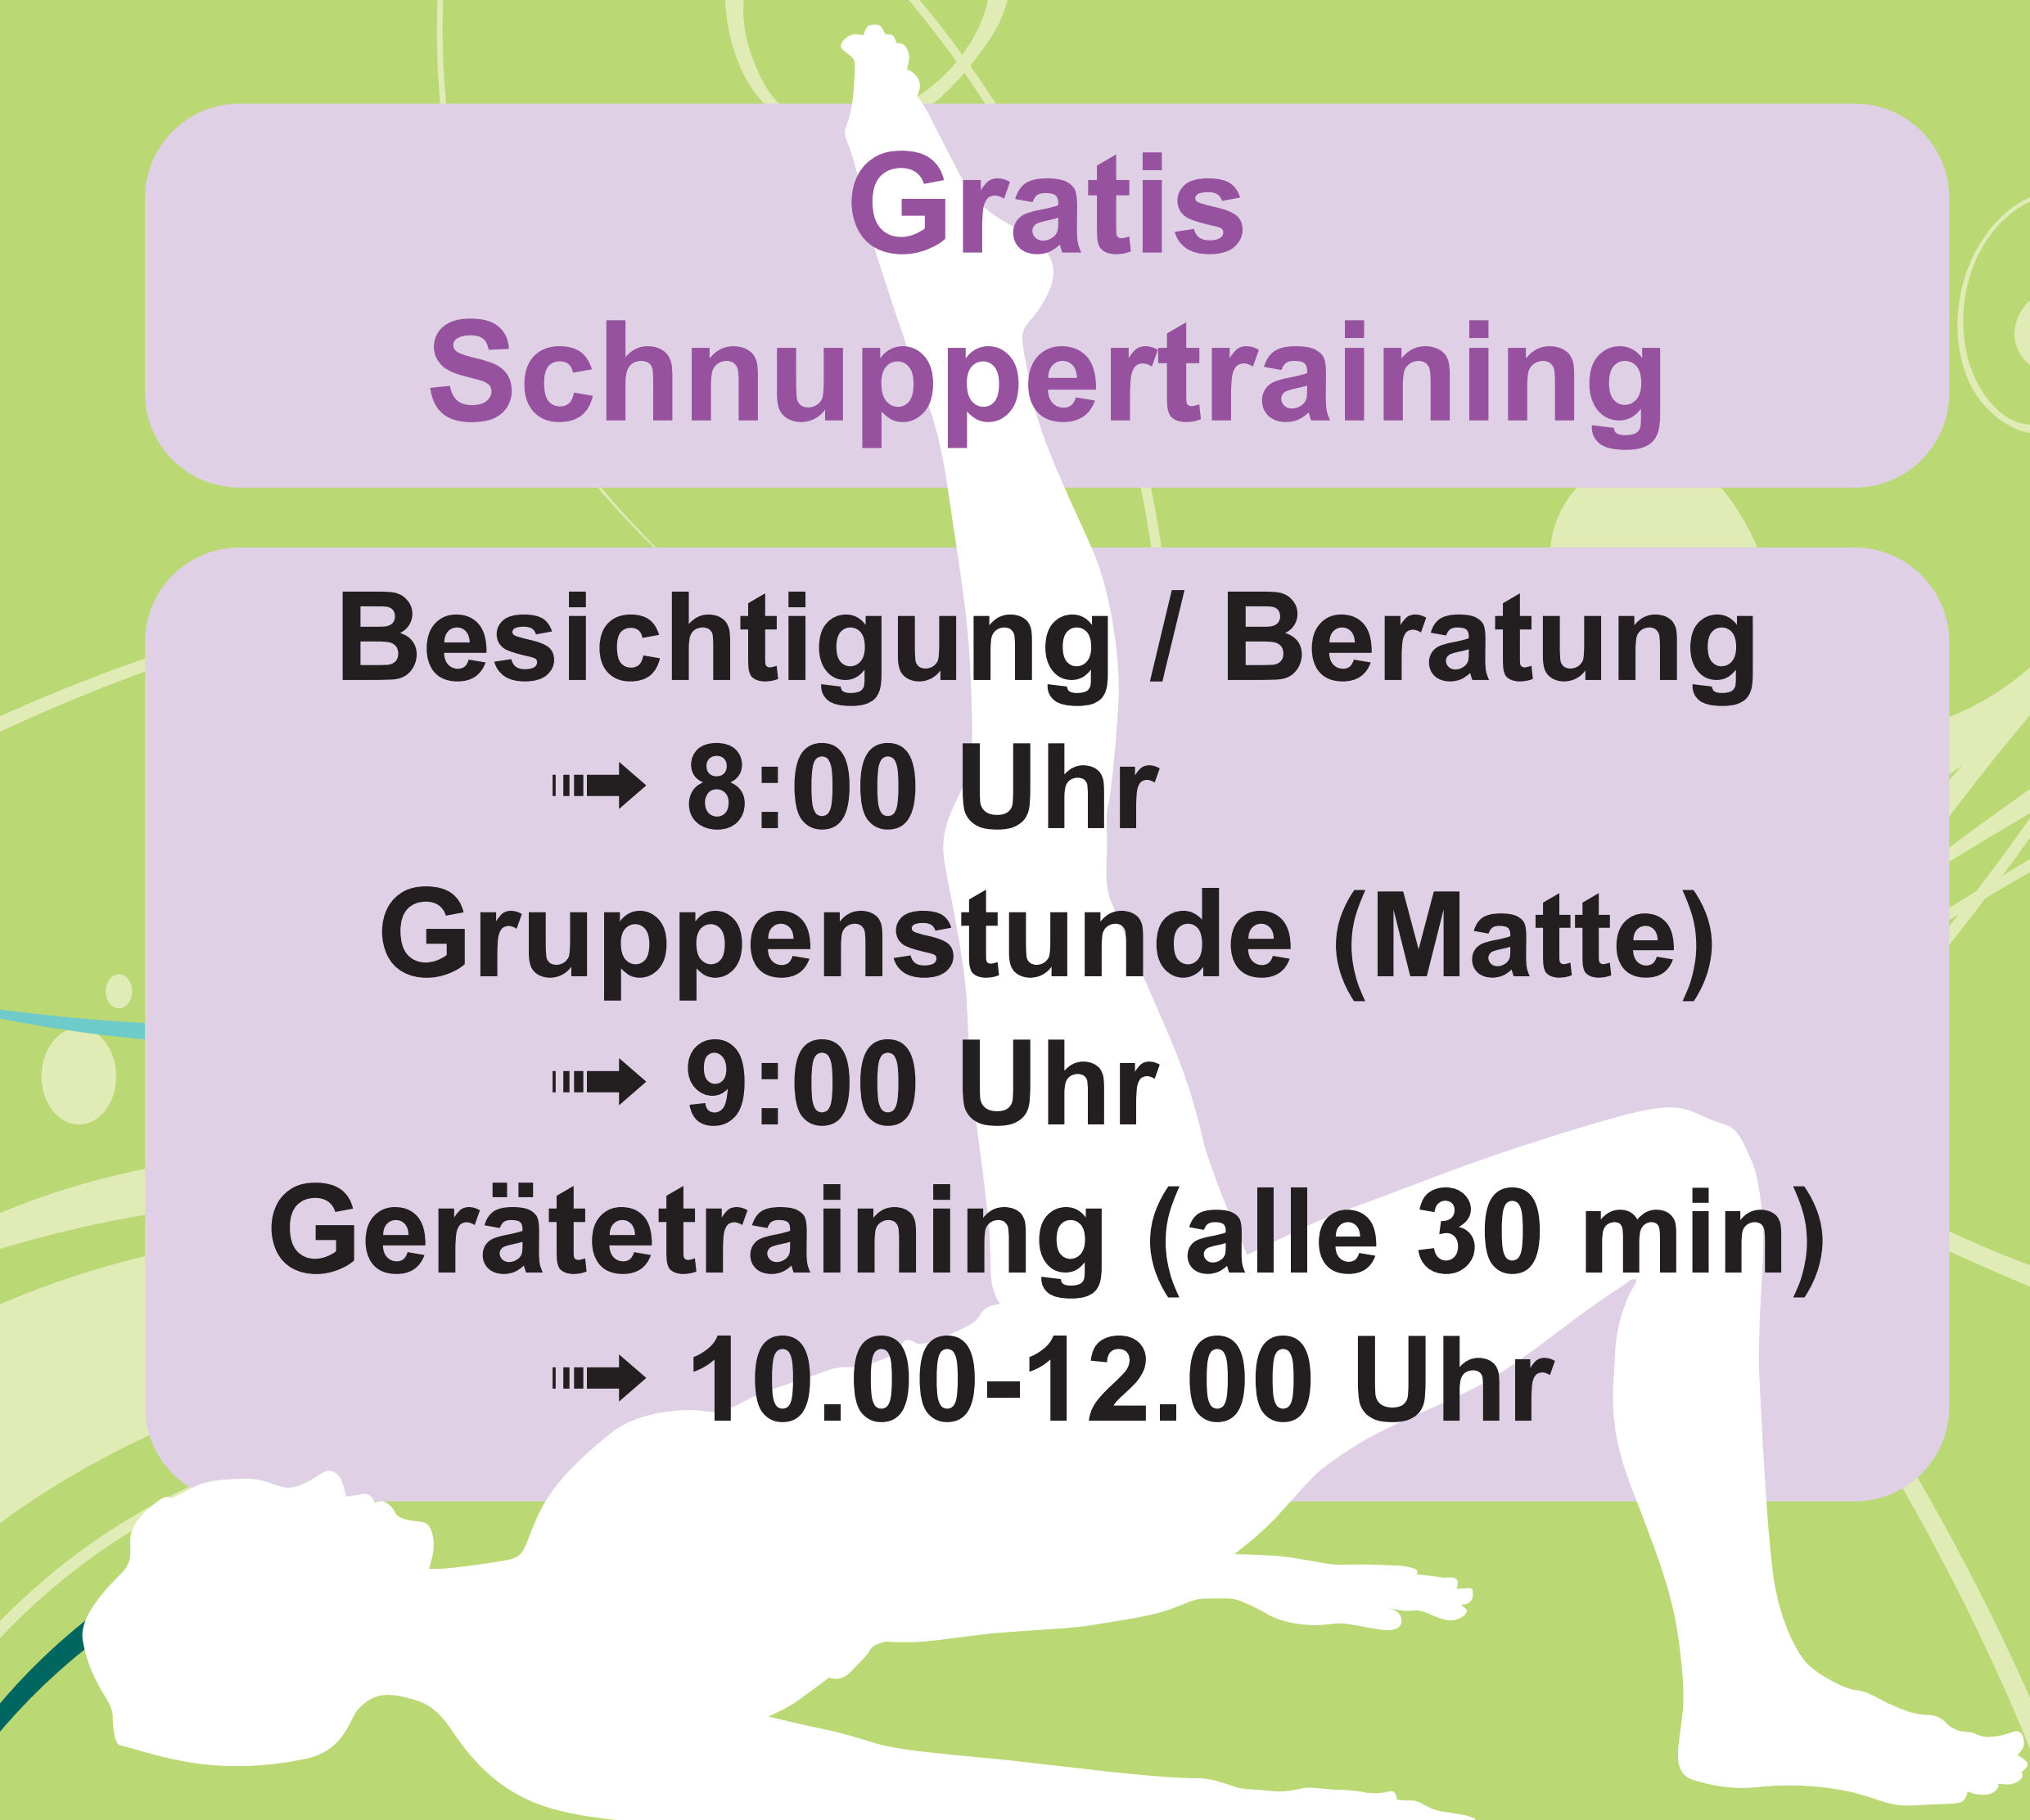 Gratis
Schnuppertraining
Besichtigung / Beratung
➟ 8:00 Uhr
Gruppenstunde (Matte)
➟ 9:00 Uhr
Gerätetraining (alle 30 min)
➟ 10.00-12.00 Uhr